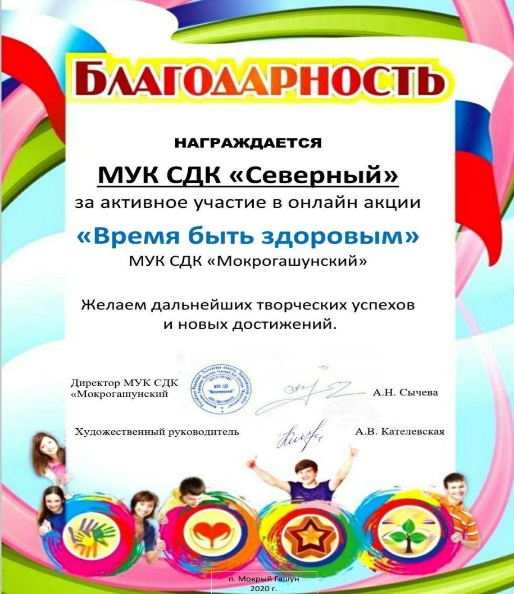 БЛАГОДАРНОСТЬ
НАГРАЖДАЕТСЯ
МУК СДК «Северный»
за активное участие в онлайн акции
«Время быть здоровым»
МУК СДК «Мокрогашунский»
Желаем дальнейших творческих успехов
и новых достижений.
Директор МУК СДК
«Мокрогашунский
А.Н. Сычева
Художественный руководитель
А.В. Кателевская
п. Мокрый Гашун
2020 г.